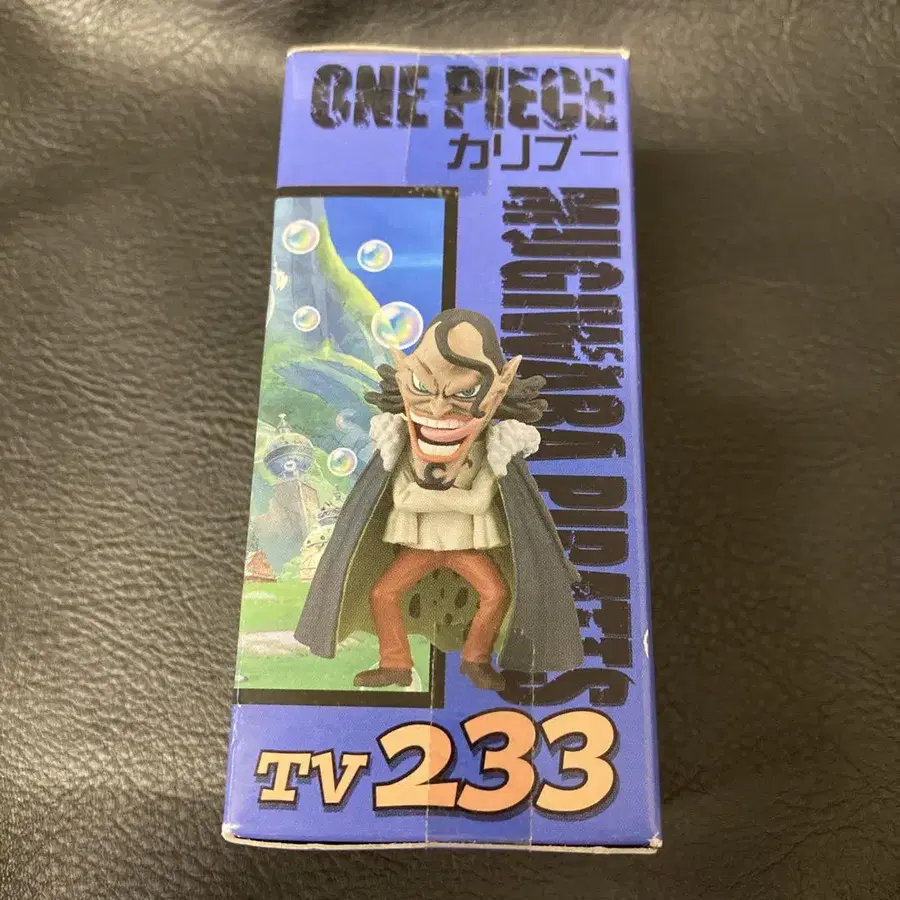 ONE PIECE
カリブー
MUGIWARA PIRATES
TV 233